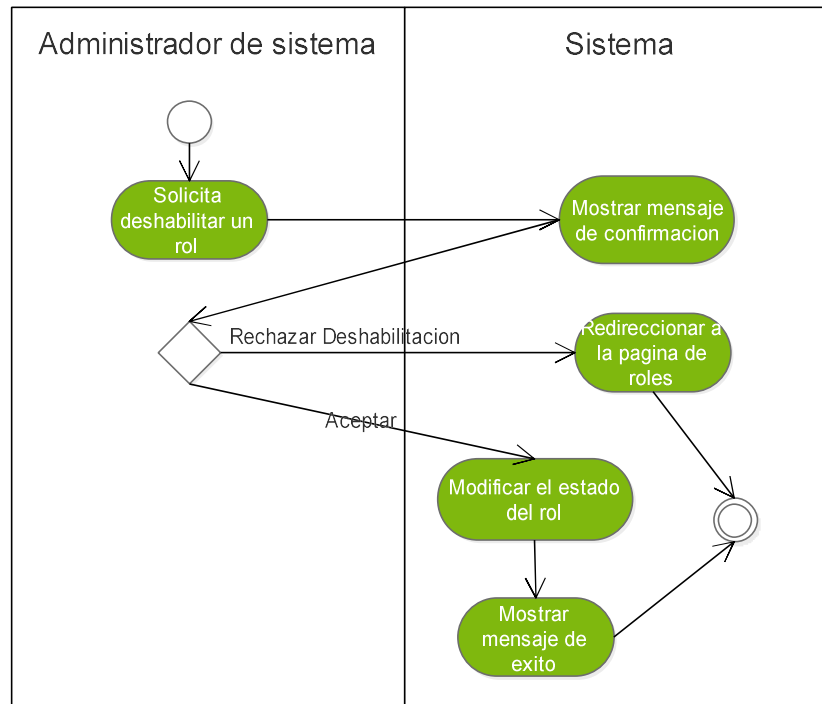 Administrador de sistema
Sistema
Solicita
deshabilitar un
rol
Mostrar mensaje
de confirmacion
Rechazar Deshabilitacion
Redireccionar a
la pagina de
roles
Aceptar
Modificar el estado
del rol
Mostrar
mensaje de
exito